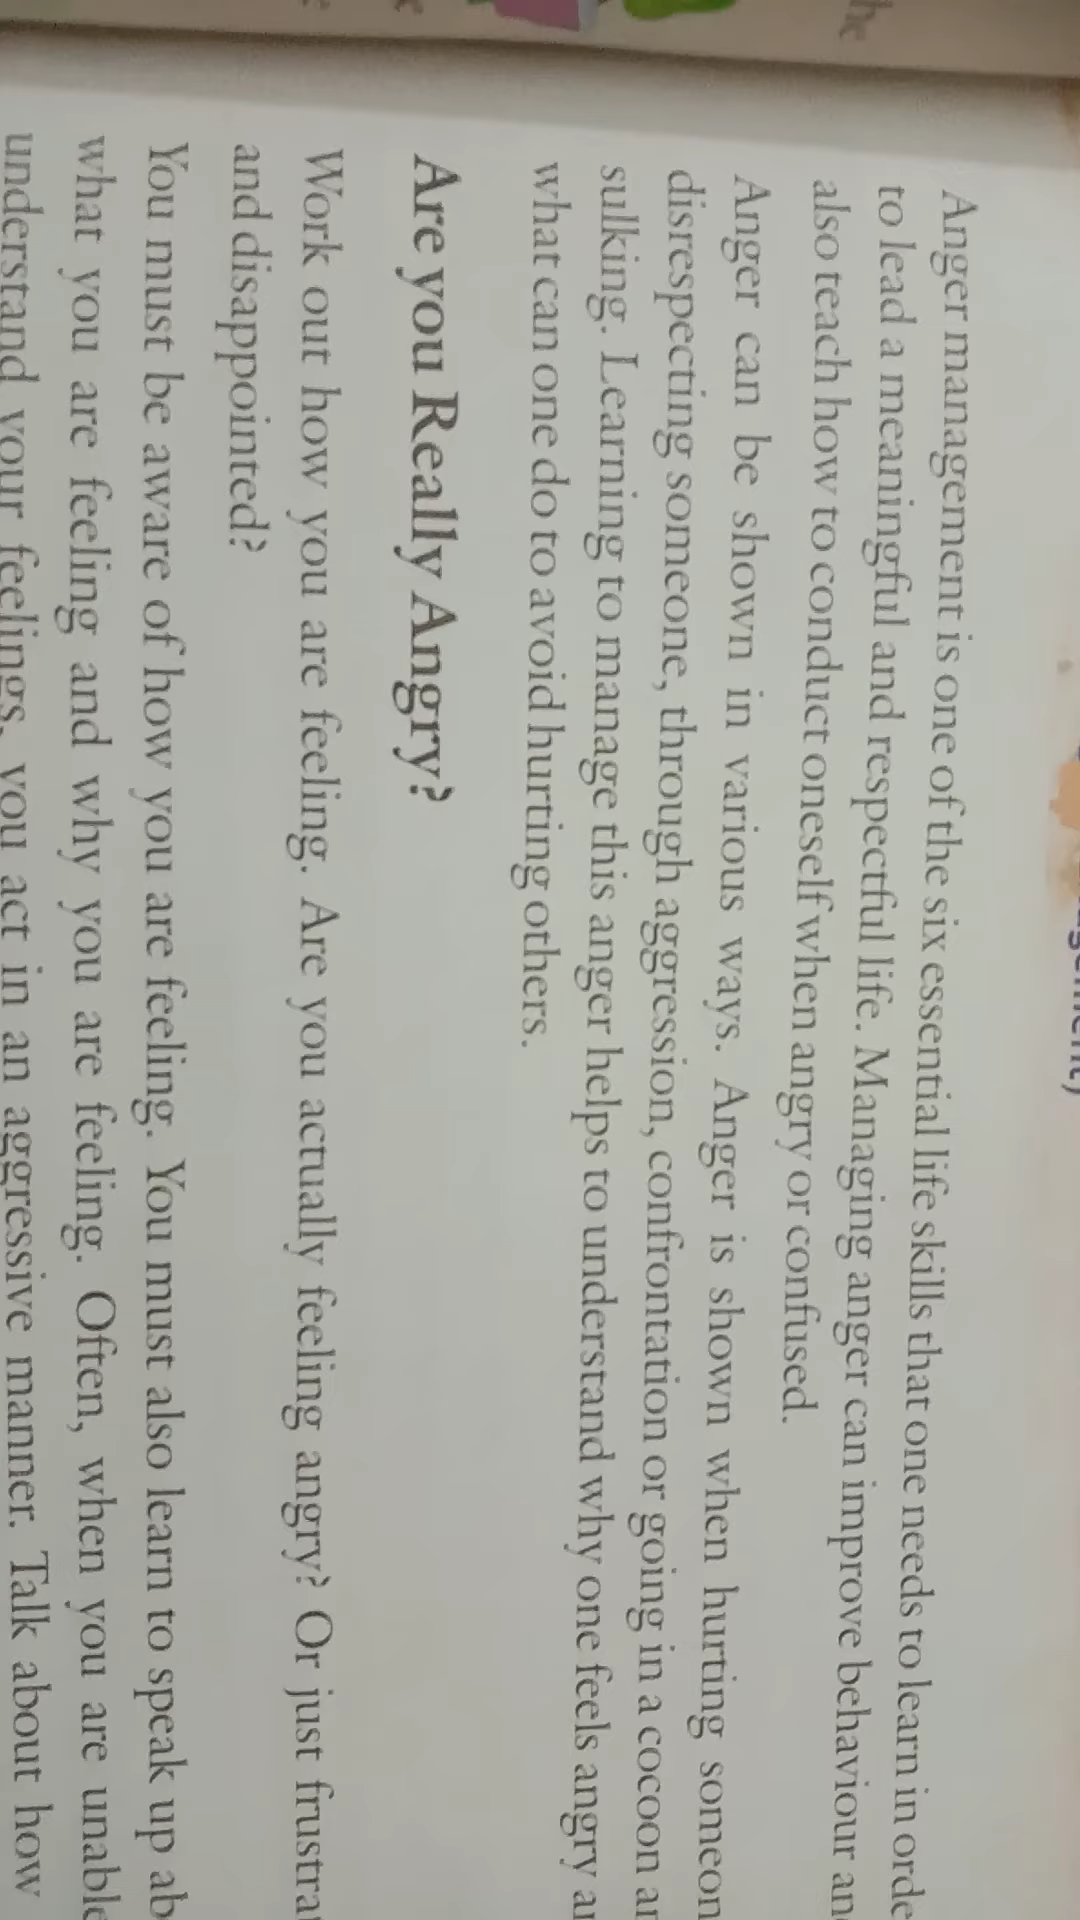 he
Anger management is one of the six essential life skills that one needs to learn in
to lead a meaningful and respectful life. Managing anger can improve behaviour
also teach how to conduct oneself when angry or confused.
Anger can be shown in various ways. Anger is shown when hurting
disrespecting someone, through aggression, confrontation or going in a cocoon
sulking. Learning to manage this anger helps to understand why one feels angry
what can one do to avoid hurting others.
Are you Really Angry?
Work out how you are feeling. Are you actually feeling angry? Or just
and disappointed?
You must be aware of how you are feeling. You must also learn to speak up
what you are feeling and why you are feeling. Often, when you are
understand your feelings, you act in an aggressive manner. Talk about how